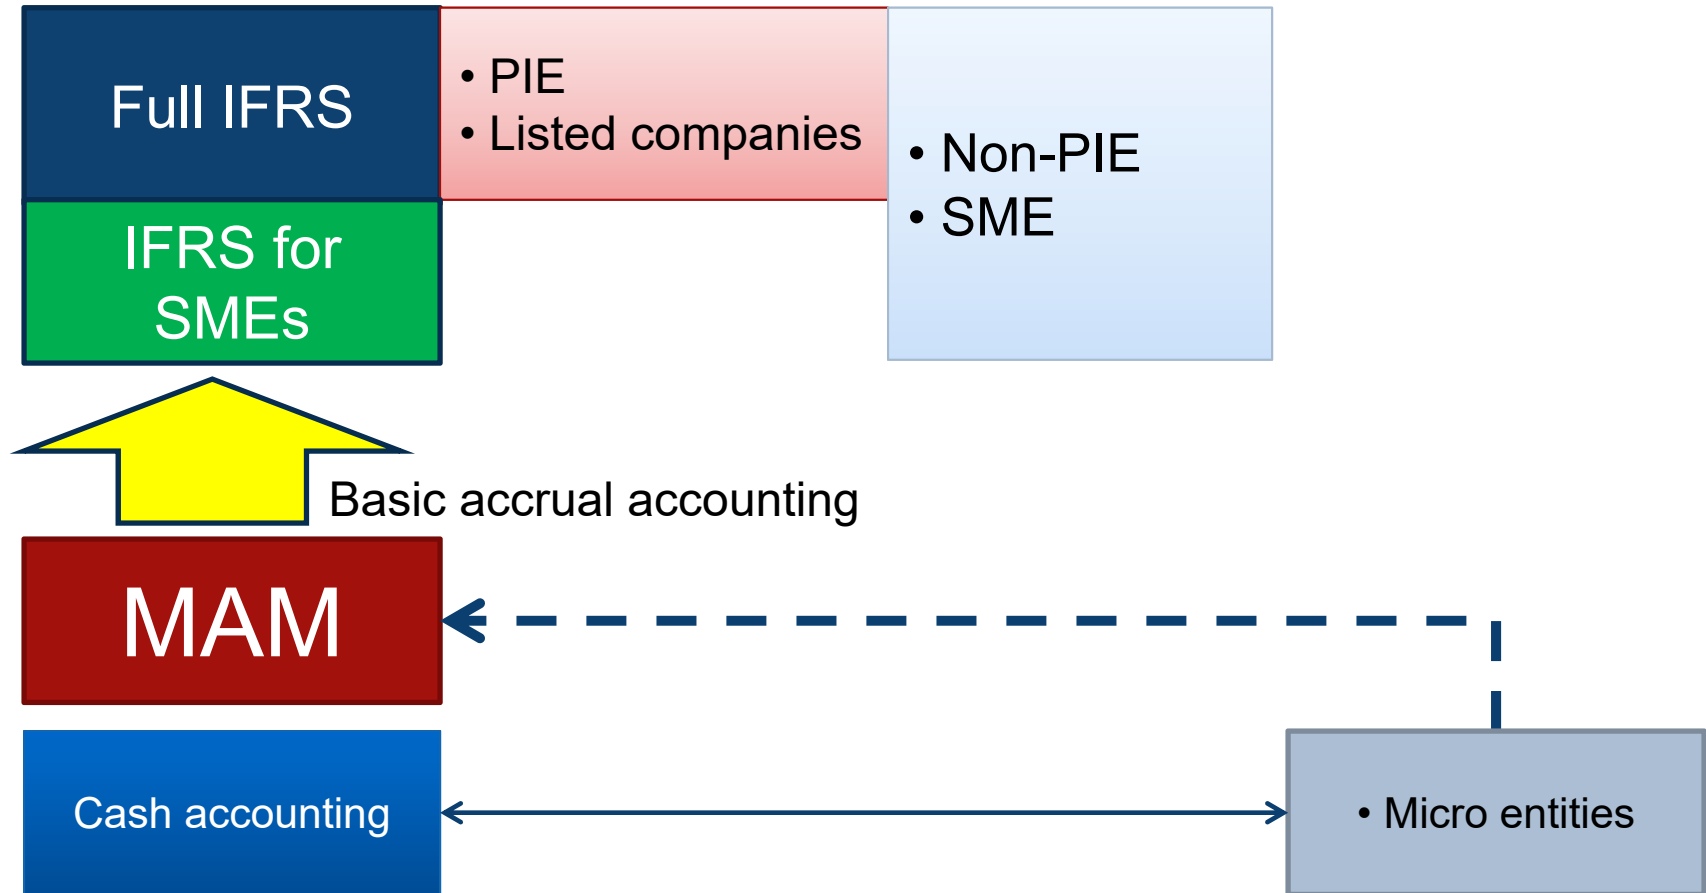 Full IFRS
• PIE
• Listed companies
• Non-PIE
• SME
IFRS for
SMEs
Basic accrual accounting
MAM
Cash accounting
• Micro entities